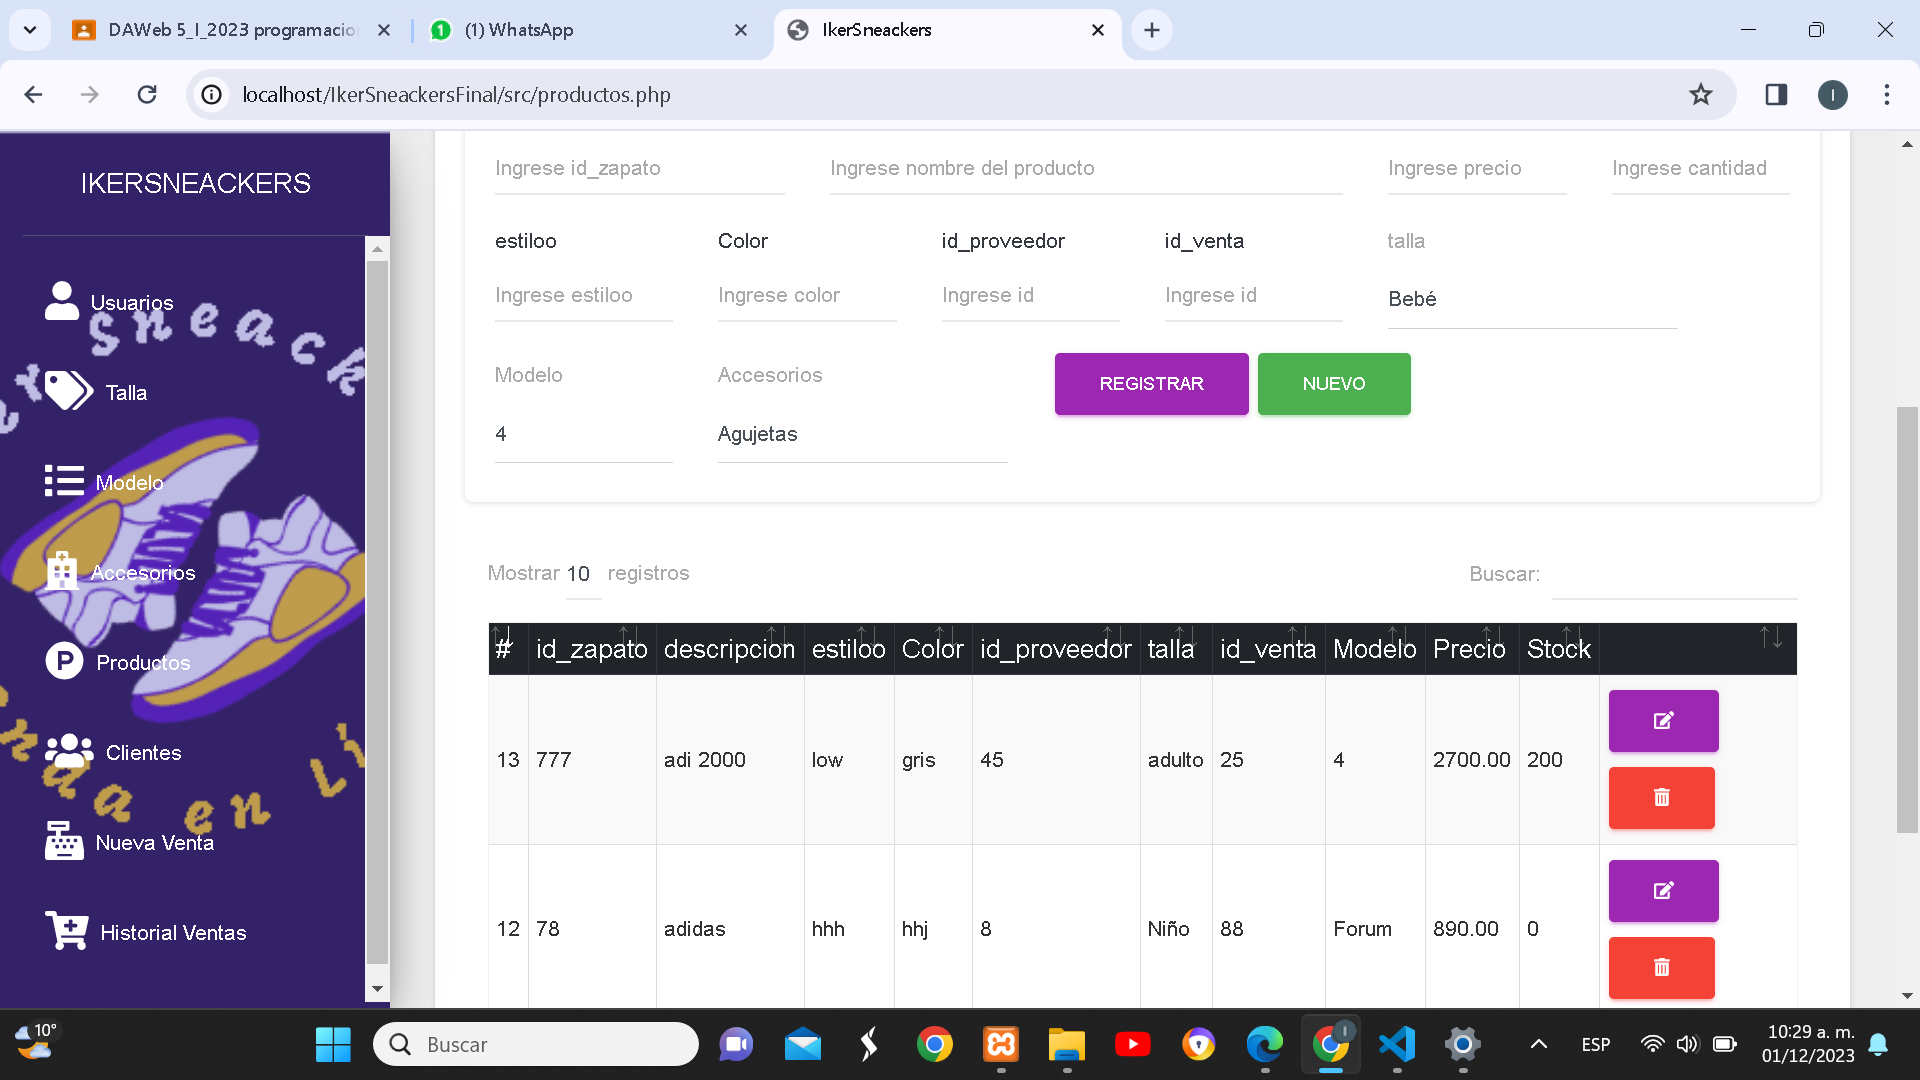 DAWeb 5_I_2023 programacio
(1) WhatsApp
IkerSneackers
localhost/IkerSneackersFinal/src/productos.php
I
IKERSNEACKERS
Usuarios
Talla
Modelo
Accesorios
Productos
Clientes
Nueva Venta
Historial Ventas
Ingrese id_zapato
Ingrese nombre del producto
Ingrese precio
Ingrese cantidad
estiloo
Color
id_proveedor
id_venta
talla
Ingrese estiloo
Ingrese color
Ingrese id
Ingrese id
Bebé
Modelo
Accesorios
REGISTRAR
NUEVO
4
Agujetas
Mostrar 10 registros
Buscar:
# id_zapato descripcion estiloo Color id_proveedor talla id_venta Modelo Precio Stock
13 777 adi 2000 low gris 45 adulto 25 4 2700.00 200
12 78 adidas hhh hhj 8 Niño 88 Forum 890.00 0
10°
Buscar
ESP
10:29 a. m.
01/12/2023